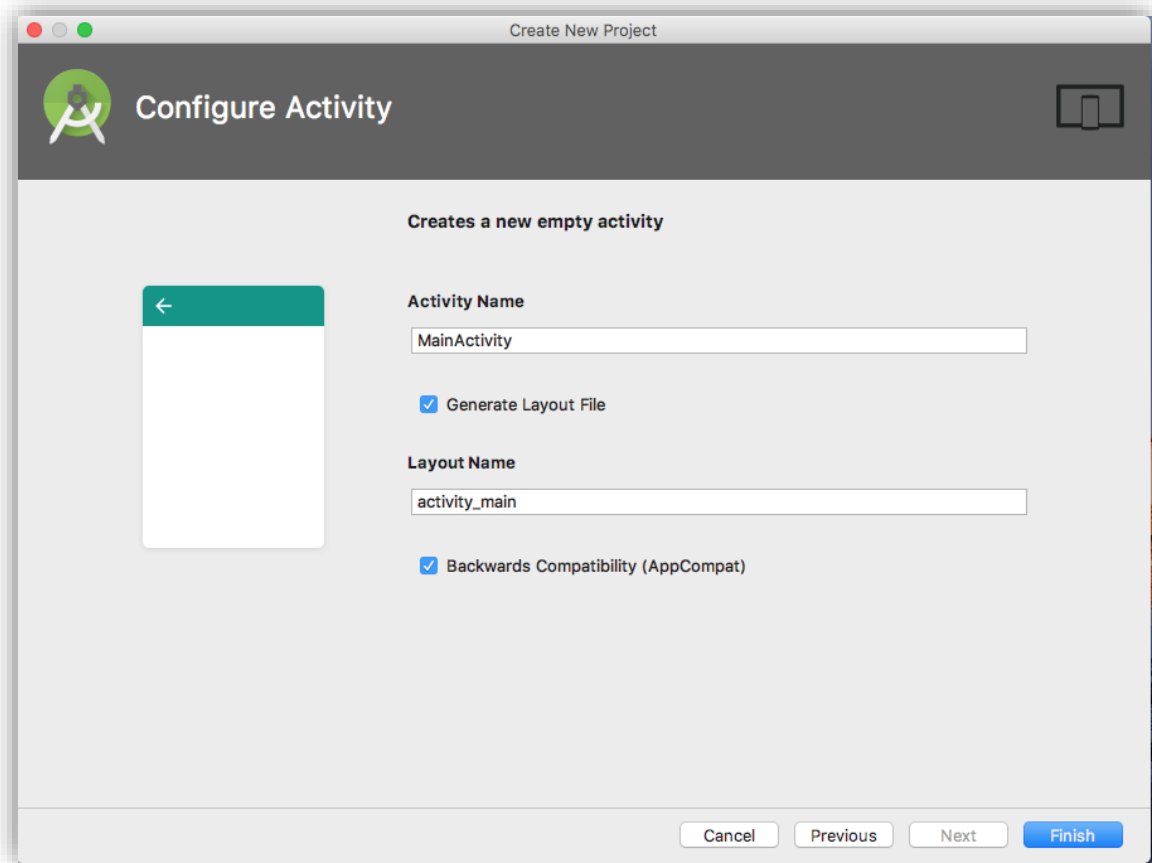 Create New Project
Configure Activity
Creates a new empty activity
Activity Name
MainActivity
Generate Layout File
Layout Name
activity_main
Backwards Compatibility (AppCompat)
Cancel Previous Next Finish